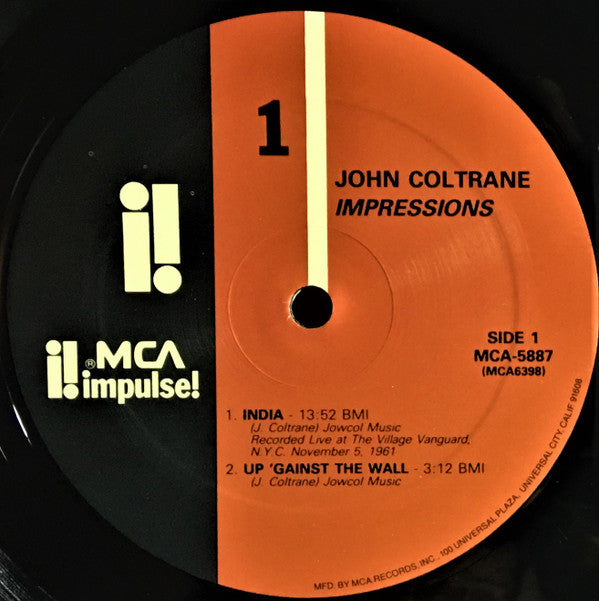 1
JOHN COLTRANE
IMPRESSIONS
i!
i! ® MCA
impulse!
SIDE 1
MCA-5887
(MCA6398)
1. INDIA - 13:52 BMI
(J. Coltrane) Jowcol Music
Recorded Live at The Village Vanguard,
N.Y.C. November 5, 1961
2. UP 'GAINST THE WALL - 3:12 BMI
(J. Coltrane) Jowcol Music
MFD. BY MCA RECORDS, INC., 100 UNIVERSAL PLAZA, UNIVERSAL CITY, CALIF. 91608